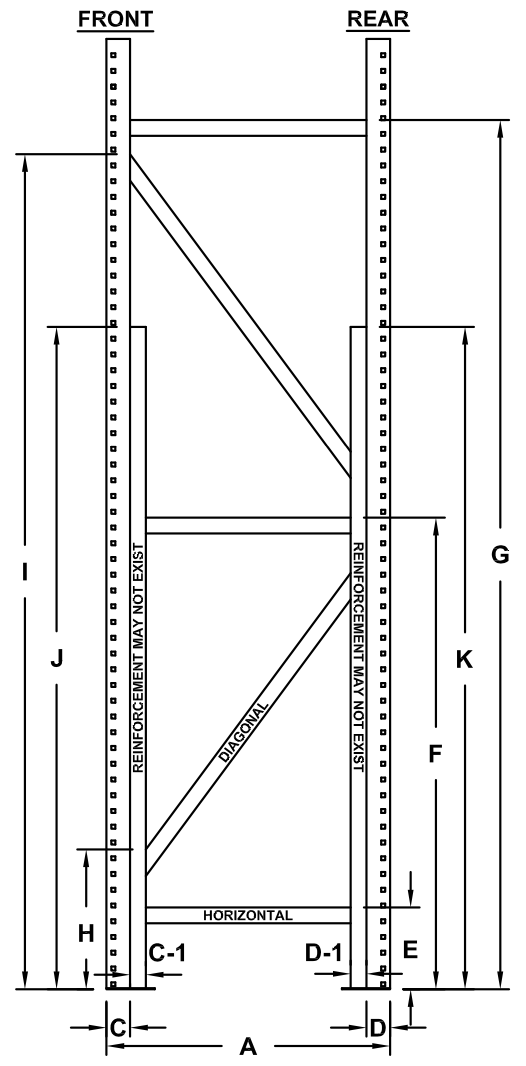 FRONT
REAR
G
I
REINFORCEMENT MAY NOT EXIST
REINFORCEMENT MAY NOT EXIST
J
K
DIAGONAL
F
HORIZONTAL
H
C-1
D-1
E
C
D
A